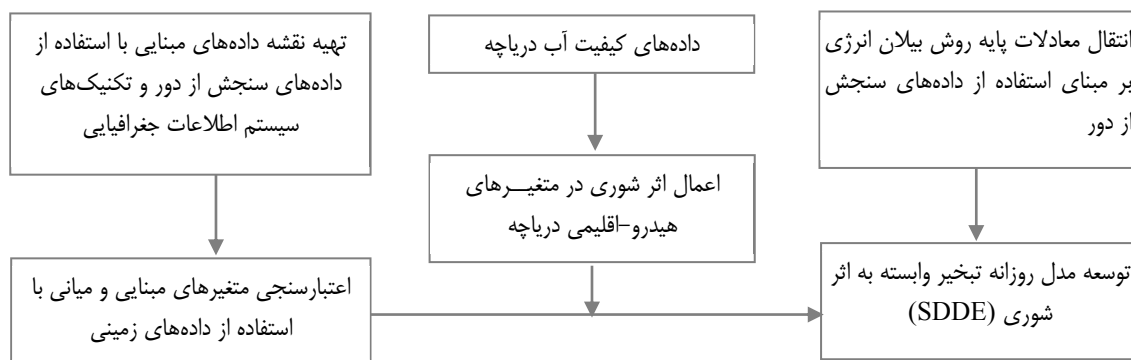 انتقال معادلات پایه روش بیلان انرژی
بر مبنای استفاده از داده‌های سنجش
از دور
داده‌های کیفیت آب دریاچه
تهیه نقشه داده‌های مبنایی با استفاده از
داده‌های سنجش از دور و تکنیک‌های
سیستم اطلاعات جغرافیایی
اعمال اثر شوری در متغیــرهای
هیدرو-اقلیمی دریاچه
توسعه مدل روزانه تبخیر وابسته به اثر
شوری (SDDE)
اعتبارسنجی متغیرهای مبنایی و میانی با
استفاده از داده‌های زمینی